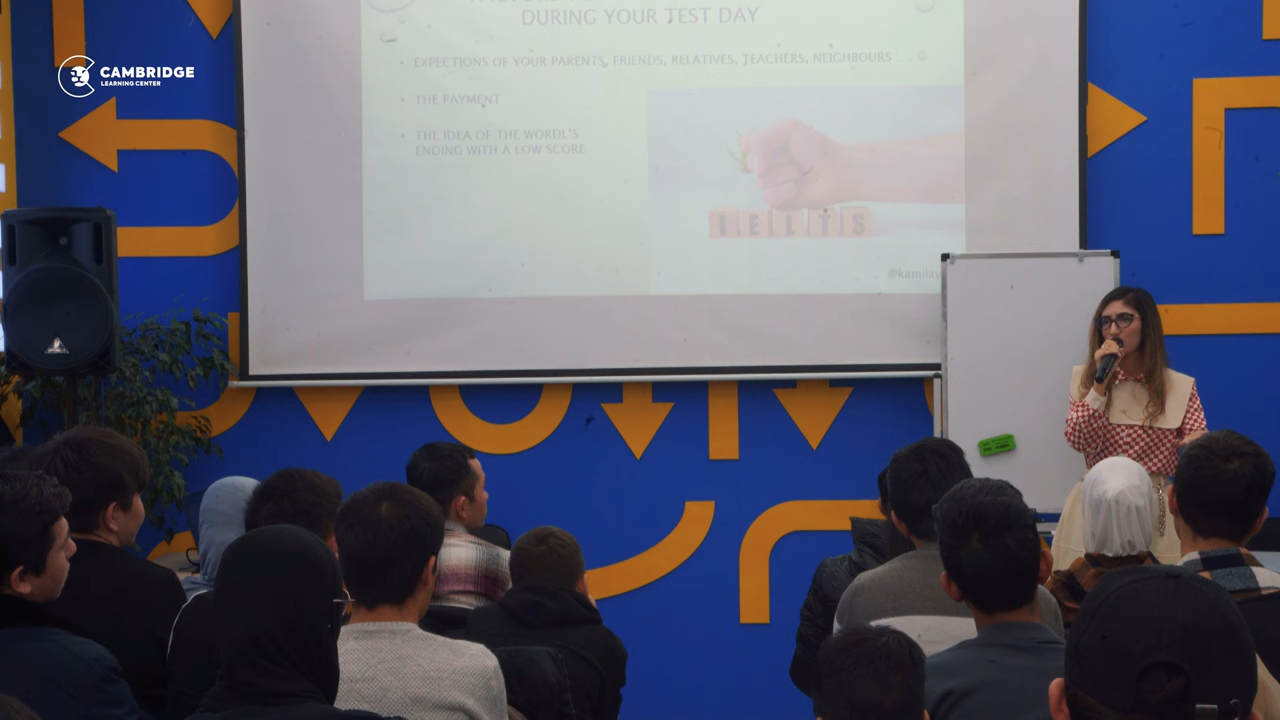 CAMBRIDGE
LEARNING CENTER
DURING YOUR TEST DAY
• EXPECTIONS OF YOUR PARENTS, FRIENDS, RELATIVES, TEACHERS, NEIGHBOURS .... ☺
• THE PAYMENT
• THE IDEA OF THE WORDL'S
ENDING WITH A LOW SCORE
IELTS
@kamilay